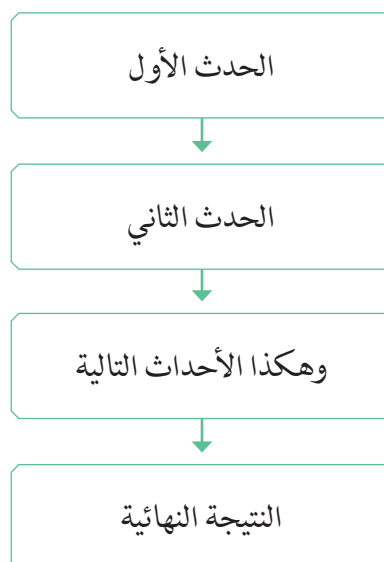 الحدث الأول
الحدث الثاني
وهكذا الأحداث التالية
النتيجة النهائية